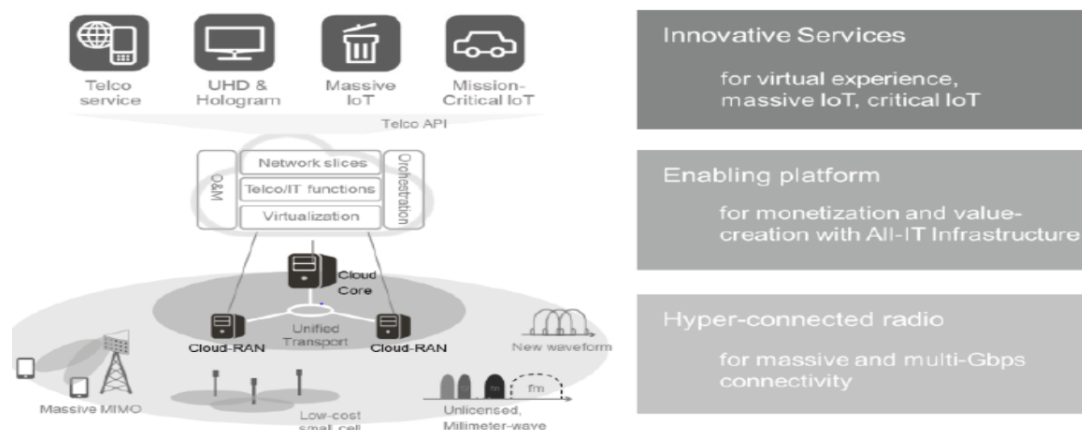 Telco
service
UHD &
Hologram
Massive
IoT
Mission-
Critical IoT
Telco API
O&M
Network slices
Telco/IT functions
Virtualization
Orchestration
Cloud
Core
Cloud-RAN
Unified
Transport
Cloud-RAN
New waveform
Massive MIMO
Low-cost
small cell
fm
Unlicensed,
Millimeter-wave
Innovative Services
for virtual experience,
massive IoT, critical IoT
Enabling platform
for monetization and value-
creation with All-IT Infrastructure
Hyper-connected radio
for massive and multi-Gbps
connectivity